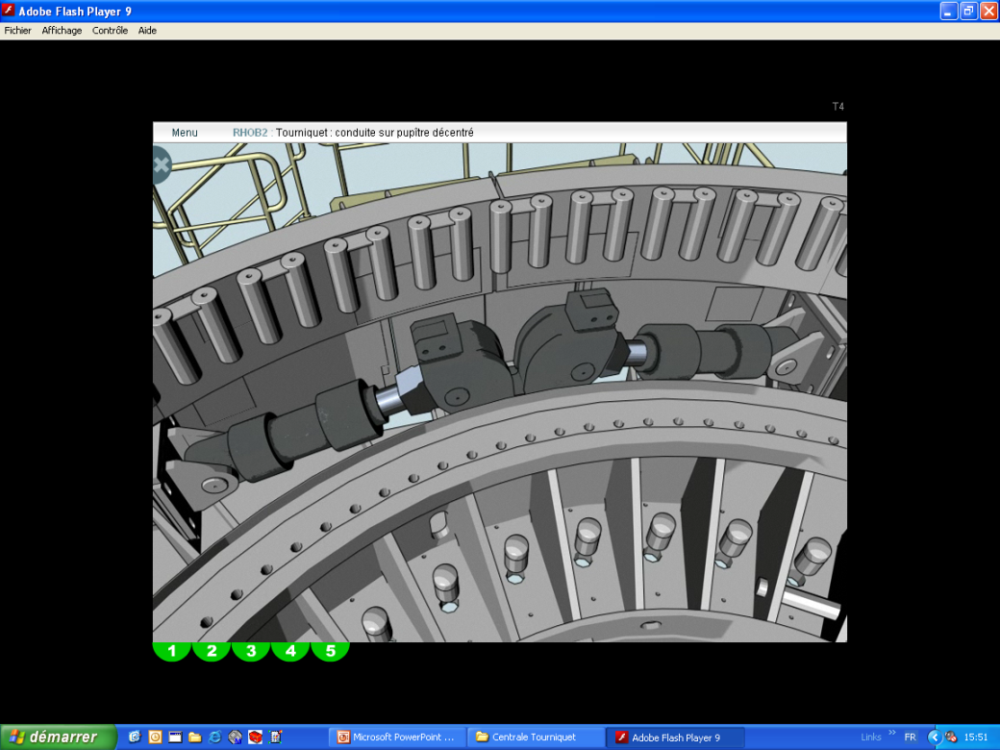 Adobe Flash Player 9
Fichier Affichage Contrôle Aide
T4
Menu RHOB2 : Tourniquet : conduite sur pupître décentré
1 2 3 4 5
démarrer Microsoft PowerPoint ... Centrale Tourniquet Adobe Flash Player 9 Links » FR 15:51